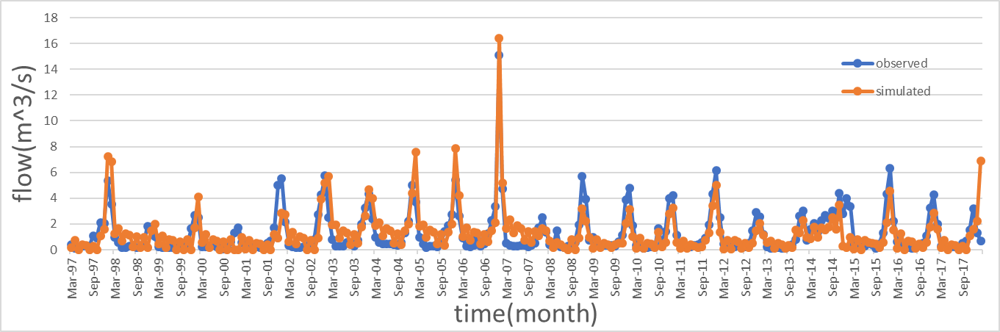 18
16
14
12
10
8
6
4
2
0
flow(m^3/s)
observed
simulated
Mar-97
Sep-97
Mar-98
Sep-98
Mar-99
Sep-99
Mar-00
Sep-00
Mar-01
Sep-01
Mar-02
Sep-02
Mar-03
Sep-03
Mar-04
Sep-04
Mar-05
Sep-05
Mar-06
Sep-06
Mar-07
Sep-07
Mar-08
Sep-08
Mar-09
Sep-09
Mar-10
Sep-10
Mar-11
Sep-11
Mar-12
Sep-12
Mar-13
Sep-13
Mar-14
Sep-14
Mar-15
Sep-15
Mar-16
Sep-16
Mar-17
Sep-17
time(month)